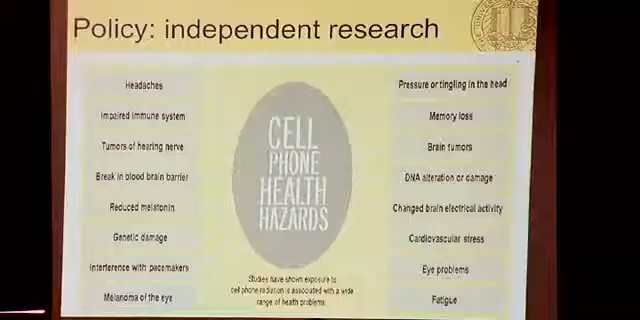 Policy: independent research
Headaches
Impaired immune system
Tumors of hearing nerve
Break in blood brain barrier
Reduced melatonin
Genetic damage
Interference with pacemakers
Melanoma of the eye
CELL
PHONE
HEALTH
HAZARDS
Studies have shown exposure to
cell phone radiation is associated with a wide
range of health problems
Pressure or tingling in the head
Memory loss
Brain tumors
DNA alteration or damage
Changed brain electrical activity
Cardiovascular stress
Eye problems
Fatigue